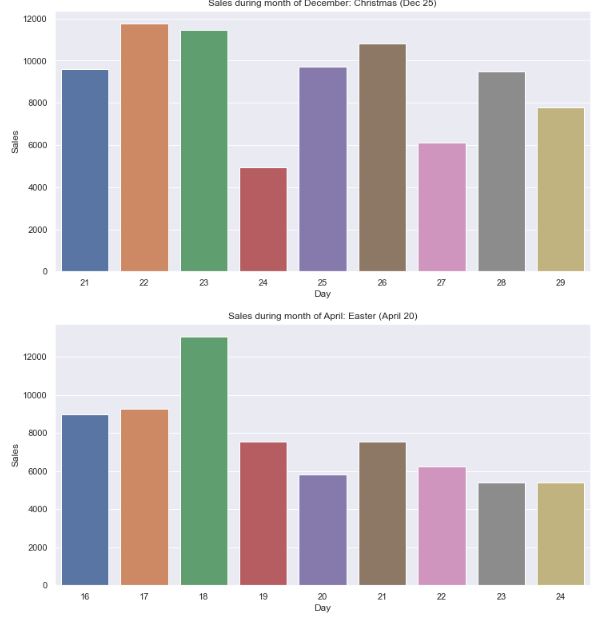 Sales during month of December: Christmas (Dec 25)
12000
10000
8000
6000
4000
2000
0
Sales
21 22 23 24 25 26 27 28 29
Day
Sales during month of April: Easter (April 20)
12000
10000
8000
6000
4000
2000
0
Sales
16 17 18 19 20 21 22 23 24
Day